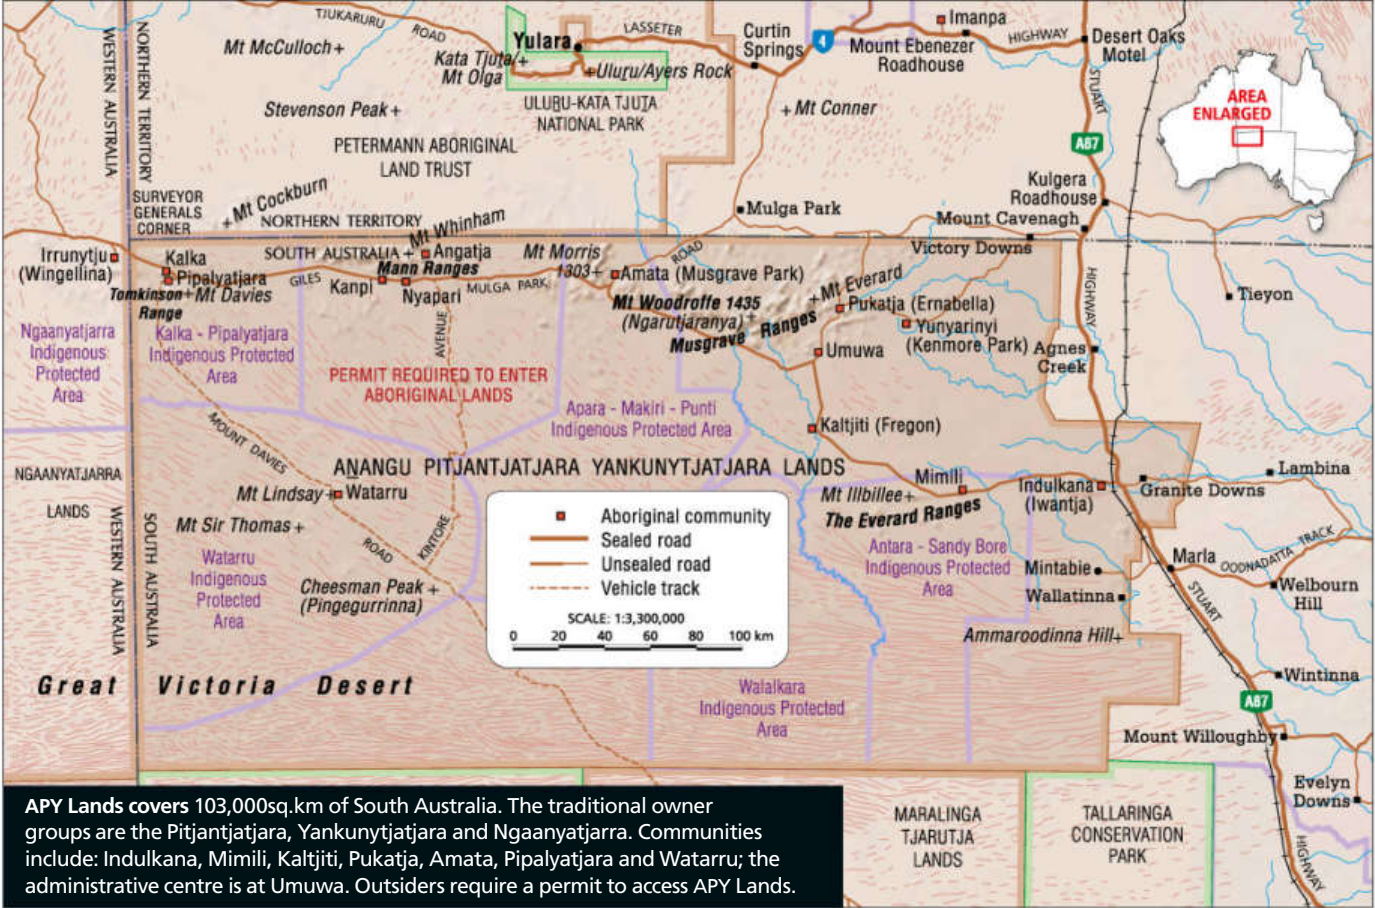 TJUKARURU
ROAD
Mt McCulloch
Yulara
Kata Tjuṯa/
Mt Olga
LASSETER
Uluṟu/Ayers Rock
ULUṞU-KATA TJUṮA
NATIONAL PARK
Curtin
Springs
4
Imanpa
Mount Ebenezer
Roadhouse
HIGHWAY
Desert Oaks
Motel
STUART
WESTERN AUSTRALIA
NORTHERN TERRITORY
Stevenson Peak
Mt Conner
PETERMANN ABORIGINAL
LAND TRUST
A87
AREA
ENLARGED
SURVEYOR
GENERALS
CORNER
Mt Cockburn
NORTHERN TERRITORY
Mt Whinham
Mulga Park
Kulgera
Roadhouse
Mount Cavenagh
Victory Downs
Irrunytju
(Wingellina)
Kalka
Pipalyatjara
Tomkinson
Range
Mt Davies
SOUTH AUSTRALIA
Angatja
Mann Ranges
GILES
Kanpi
Nyapari
MULGA PARK
ROAD
Mt Morris
1303
Amata (Musgrave Park)
Mt Woodroffe 1435
(Ngarutjaranya)
Musgrave Ranges
Mt Everard
Pukatja (Ernabella)
Yunyarinyi
(Kenmore Park)
Umuwa
HIGHWAY
Agnes
Creek
Tieyon
Ngaanyatjarra
Indigenous
Protected
Area
Kalka - Pipalyatjara
Indigenous Protected
Area
AVENUE
PERMIT REQUIRED TO ENTER
ABORIGINAL LANDS
Apara - Makiri - Punti
Indigenous Protected Area
Kaltjiti (Fregon)
MOUNT DAVIES
ROAD
KINTORE
AṈANGU PITJANTJATJARA YANKUNYTJATJARA LANDS
NGAANYATJARRA
LANDS
WESTERN AUSTRALIA
SOUTH AUSTRALIA
Mt Lindsay
Watarru
Mt Sir Thomas
Watarru
Indigenous
Protected
Area
Cheesman Peak
(Pingegurrinna)
Mimili
Mt Illbillee
The Everard Ranges
Indulkana
(Iwantja)
Granite Downs
Lambina
Antara - Sandy Bore
Indigenous Protected
Area
Mintabie
Wallatinna
Ammaroodinna Hill
Marla
OODNADATTA TRACK
Welbourn
Hill
STUART
Wintinna
A87
Mount Willoughby
Evelyn
Downs
HIGHWAY
Aboriginal community
Sealed road
Unsealed road
Vehicle track
SCALE: 1:3,300,000
0 20 40 60 80 100 km
Great Victoria Desert
Walalkara
Indigenous Protected
Area
MARALINGA
TJARUTJA
LANDS
TALLARINGA
CONSERVATION
PARK
APY Lands covers 103,000sq.km of South Australia. The traditional owner
groups are the Pitjantjatjara, Yankunytjatjara and Ngaanyatjarra. Communities
include: Indulkana, Mimili, Kaltjiti, Pukatja, Amata, Pipalyatjara and Watarru; the
administrative centre is at Umuwa. Outsiders require a permit to access APY Lands.